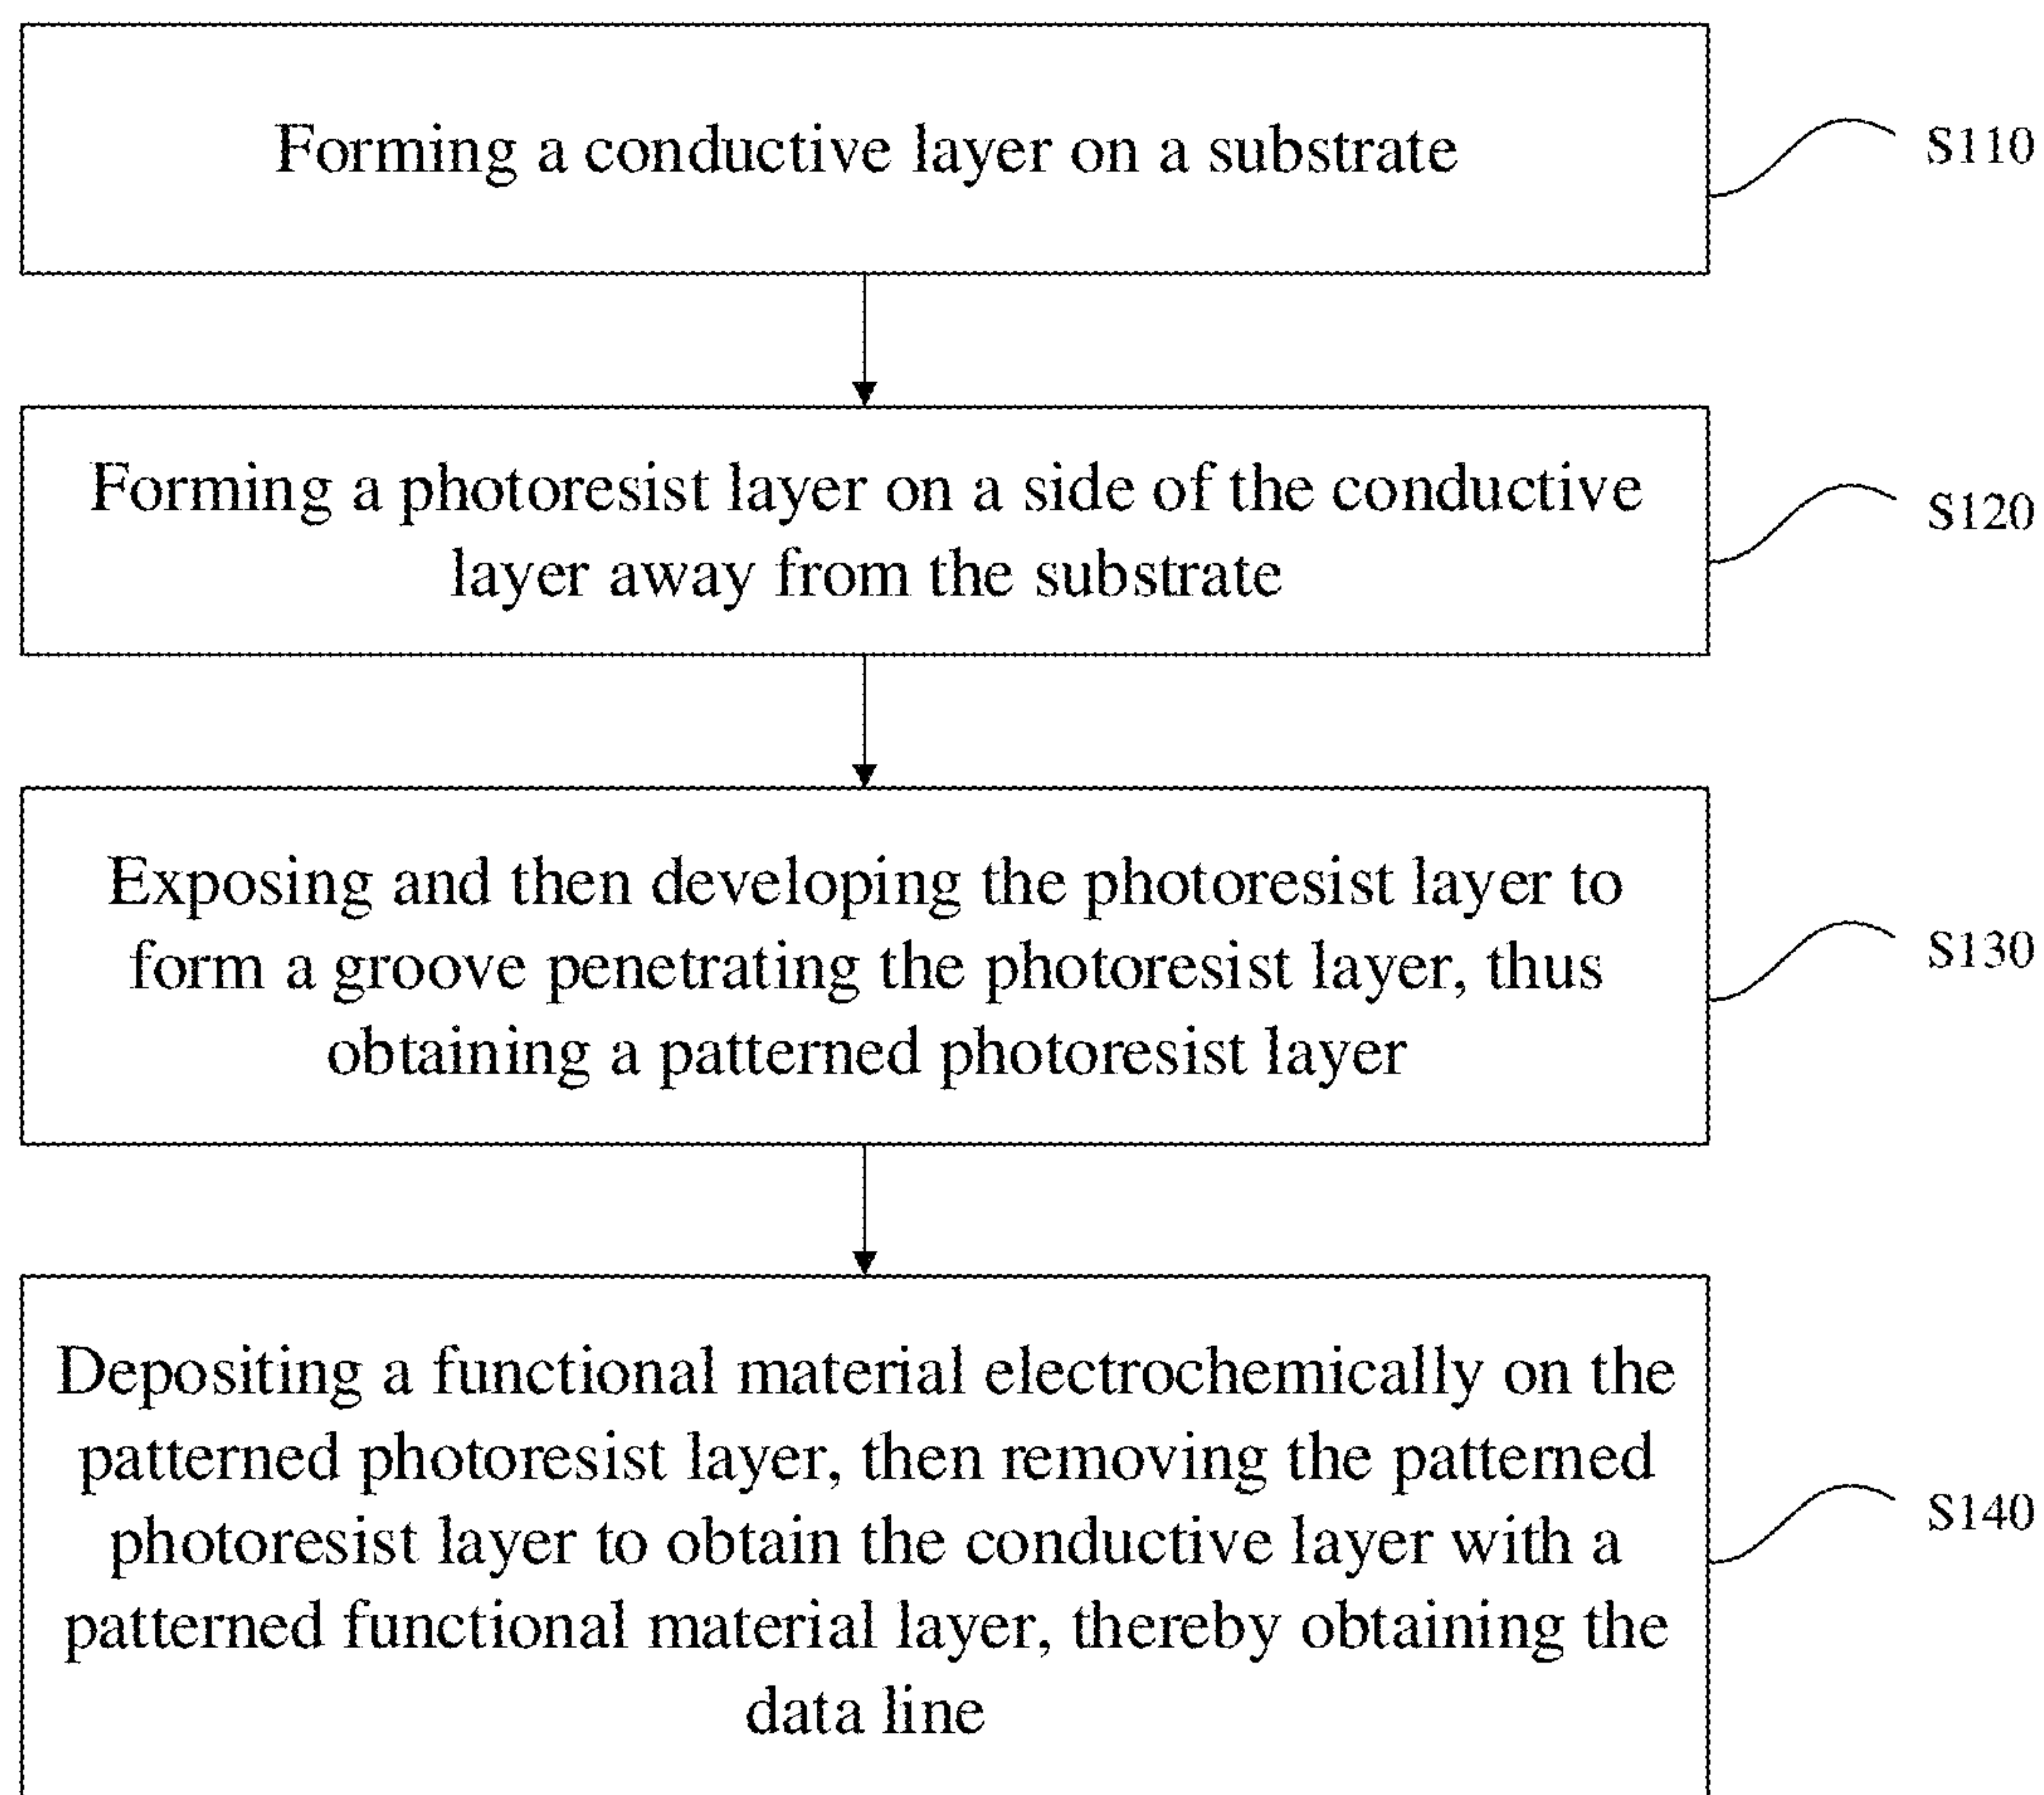 Forming a conductive layer on a substrate
S110
Forming a photoresist layer on a side of the conductive
layer away from the substrate
S120
Exposing and then developing the photoresist layer to
form a groove penetrating the photoresist layer, thus
obtaining a patterned photoresist layer
S130
Depositing a functional material electrochemically on the
patterned photoresist layer, then removing the patterned
photoresist layer to obtain the conductive layer with a
patterned functional material layer, thereby obtaining the
data line
S140